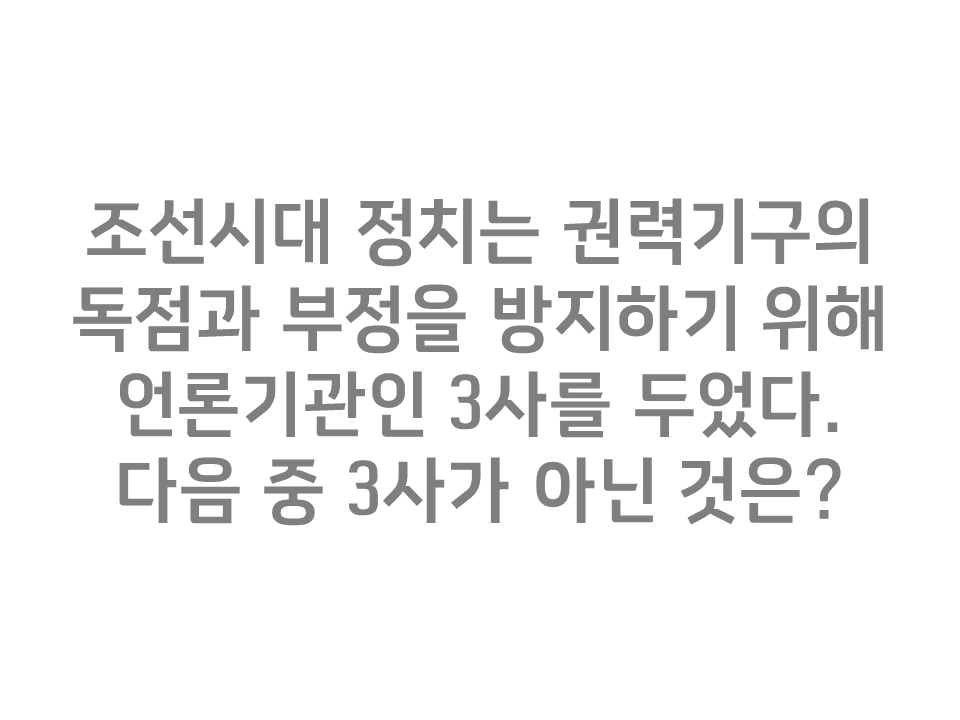 조선시대 정치는 권력기구의
독점과 부정을 방지하기 위해
언론기관인 3사를 두었다.
다음 중 3사가 아닌 것은?